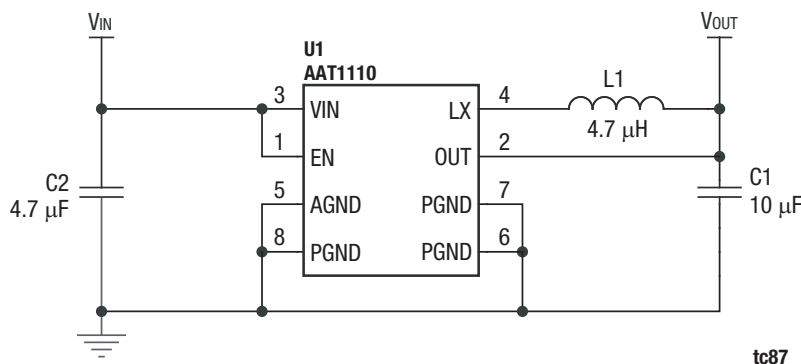 VIN
VOUT
U1
AAT1110
L1
3
VIN
LX
4
4.7 μH
1
EN
OUT
2
C2
4.7 μF
5
AGND
PGND
7
C1
10 μF
8
PGND
PGND
6
tc87